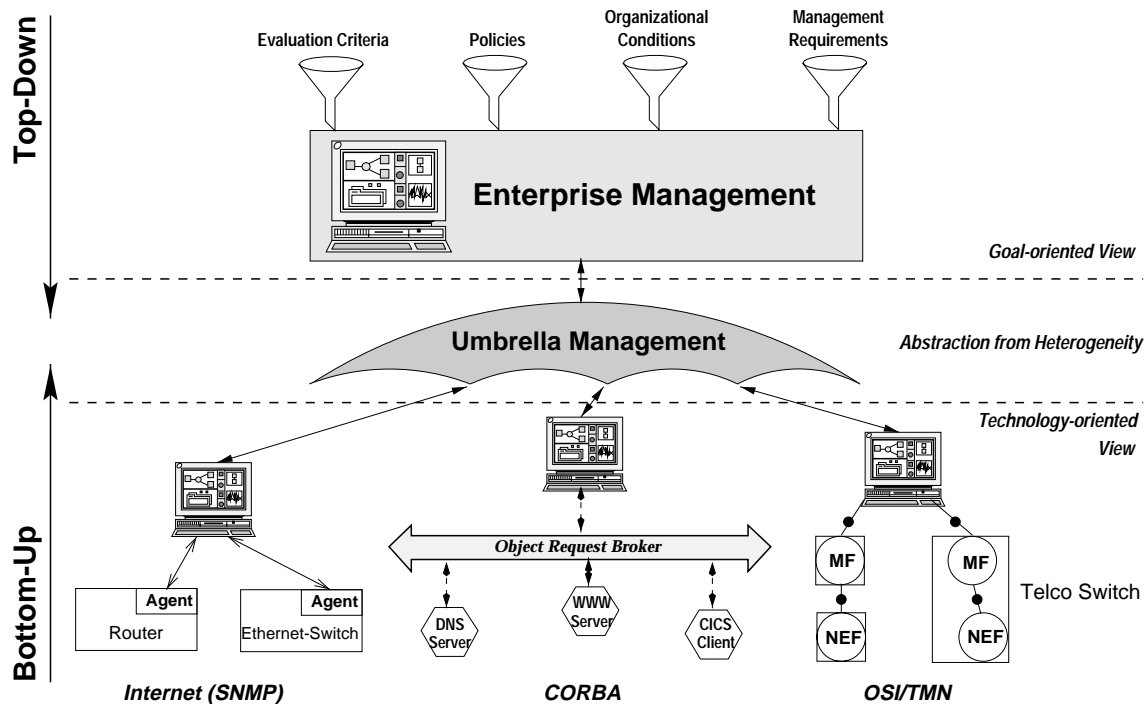 Top-Down
Evaluation Criteria
Policies
Organizational
Conditions
Management
Requirements
Enterprise Management
Goal-oriented View
Umbrella Management
Abstraction from Heterogeneity
Technology-oriented
View
Bottom-Up
Object Request Broker
Agent
Router
Agent
Ethernet-Switch
DNS
Server
WWW
Server
CICS
Client
MF
NEF
MF
NEF
Telco Switch
Internet (SNMP)
CORBA
OSI/TMN